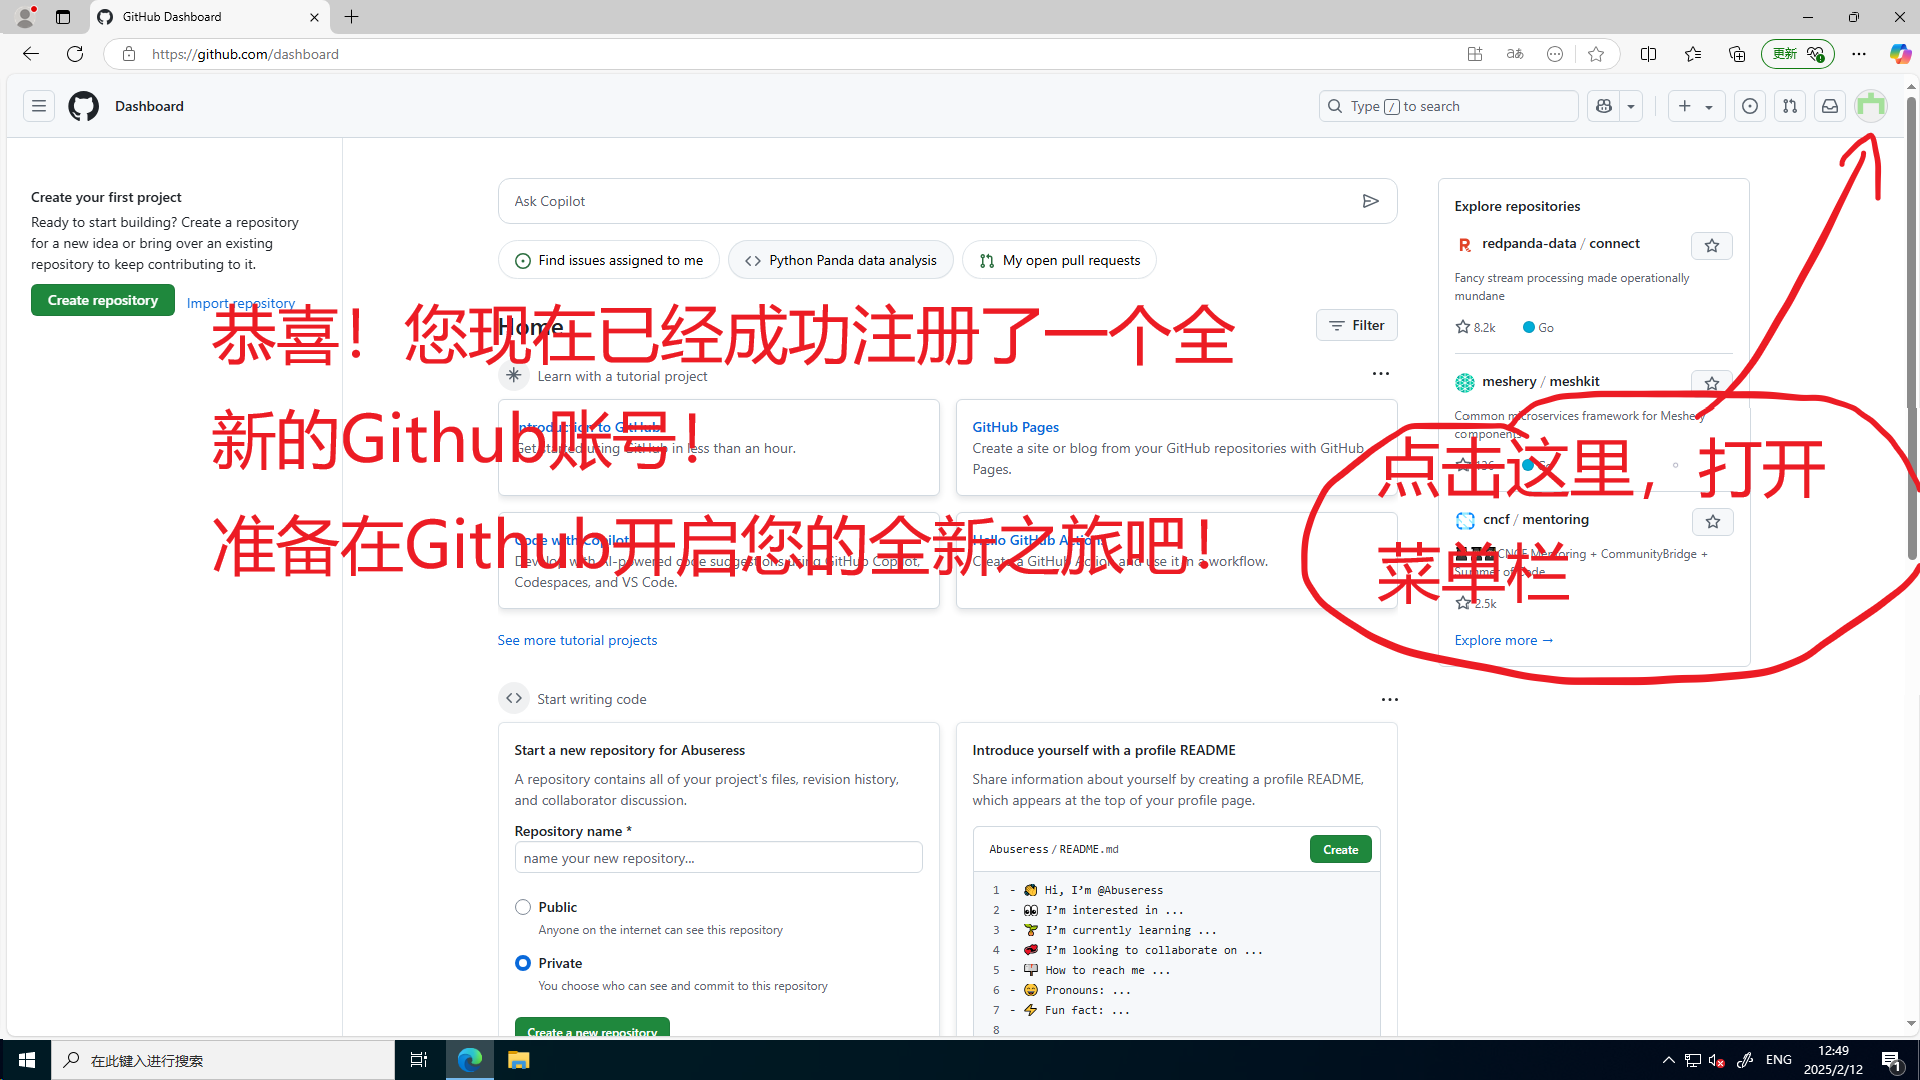 GitHub Dashboard
https://github.com/dashboard
更新
Dashboard
Type / to search
Create your first project
Ready to start building? Create a repository
for a new idea or bring over an existing
repository to keep contributing to it.
Create repository
Import repository
Ask Copilot
Find issues assigned to me
Python Panda data analysis
My open pull requests
Home
Filter
恭喜！您现在已经成功注册了一个全
新的Github账号！
准备在Github开启您的全新之旅吧！
Learn with a tutorial project
Introduction to GitHub
Get started using GitHub in less than an hour.
GitHub Pages
Create a site or blog from your GitHub repositories with GitHub
Pages.
Code with Copilot
Develop with AI-powered code suggestions using GitHub Copilot,
Codespaces, and VS Code.
Hello GitHub Actions
Create a GitHub Action and use it in a workflow.
See more tutorial projects
Start writing code
Start a new repository for Abuseress
A repository contains all of your project's files, revision history,
and collaborator discussion.
Repository name *
name your new repository...
Public
Anyone on the internet can see this repository
Private
You choose who can see and commit to this repository
Create a new repository
Introduce yourself with a profile README
Share information about yourself by creating a profile README,
which appears at the top of your profile page.
Abuseress / README.md
Create
1 - 👋 Hi, I’m @Abuseress
2 - 👀 I’m interested in ...
3 - 🌱 I’m currently learning ...
4 - 💞️ I’m looking to collaborate on ...
5 - 📫 How to reach me ...
6 - 😄 Pronouns: ...
7 - ⚡ Fun fact: ...
8
Explore repositories
redpanda-data / connect
Fancy stream processing made operationally
mundane
8.2k
Go
meshery / meshkit
Common microservices framework for Meshery
components
点击这里，打开
菜单栏
cncf / mentoring
CNCF Mentoring + CommunityBridge +
Summer of Code
2.5k
Explore more →
在此键入进行搜索
ENG
12:49
2025/2/12
1